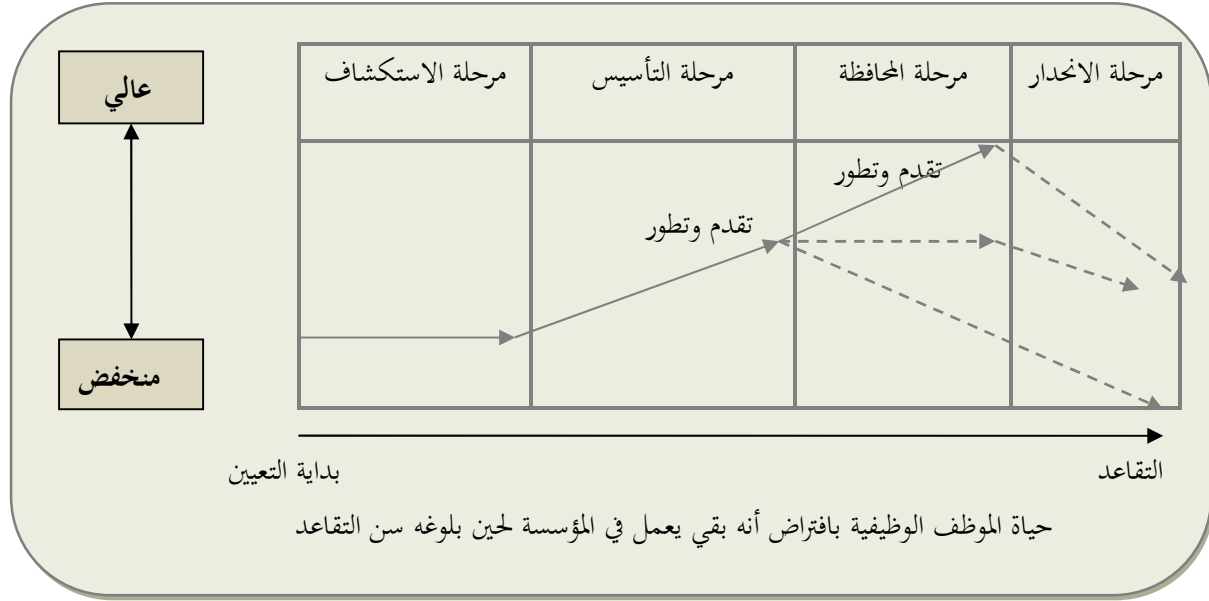 عالي
مرحلة الاستكشاف
مرحلة التأسيس
مرحلة المحافظة
مرحلة الانحدار
تقدم وتطور
تقدم وتطور
منخفض
بداية التعيين
التقاعد
حياة الموظف الوظيفية بافتراض أنه بقي يعمل في المؤسسة لحين بلوغه سن التقاعد